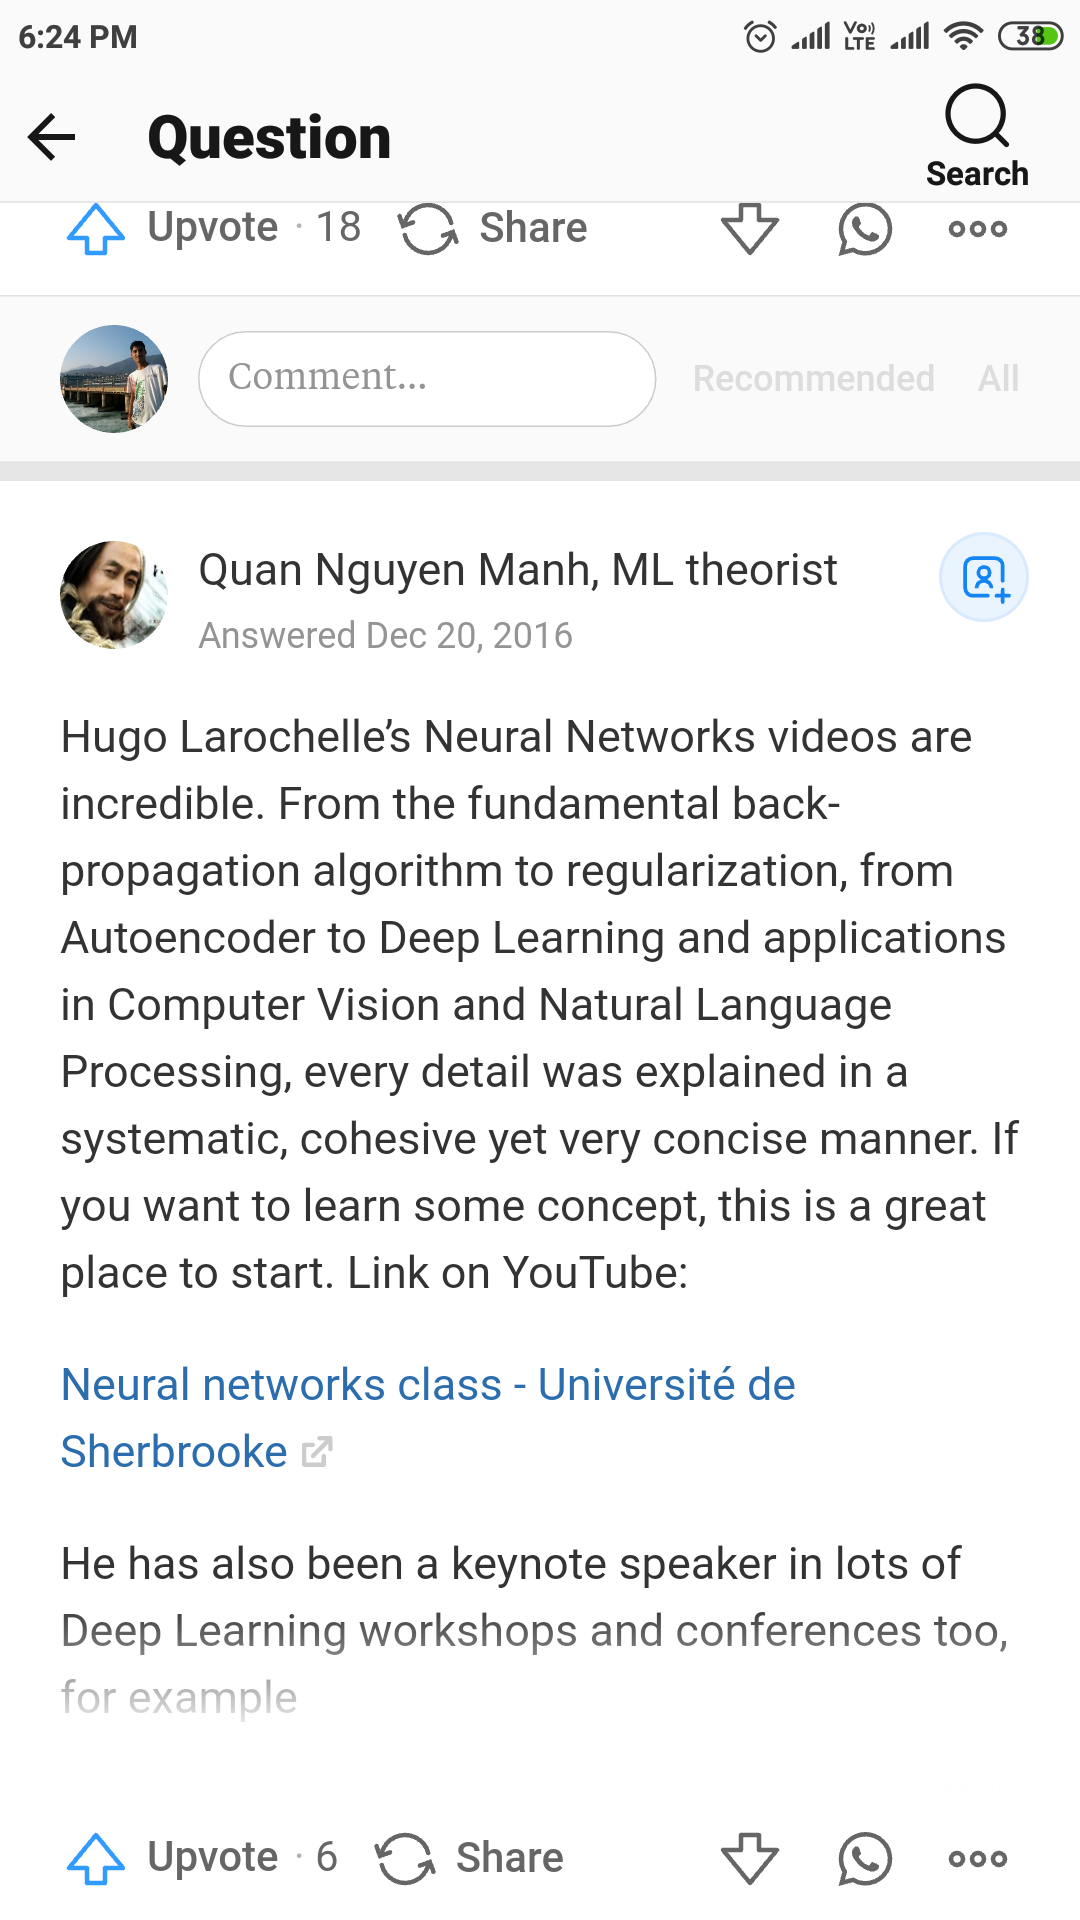 6:24 PM
Vo)) LTE
38
Question
Search
Upvote · 18
Share
Comment...
Recommended
All
Quan Nguyen Manh, ML theorist
Answered Dec 20, 2016
Hugo Larochelle’s Neural Networks videos are
incredible. From the fundamental back-
propagation algorithm to regularization, from
Autoencoder to Deep Learning and applications
in Computer Vision and Natural Language
Processing, every detail was explained in a
systematic, cohesive yet very concise manner. If
you want to learn some concept, this is a great
place to start. Link on YouTube:
Neural networks class - Université de
Sherbrooke
He has also been a keynote speaker in lots of
Deep Learning workshops and conferences too,
for example
Upvote · 6
Share